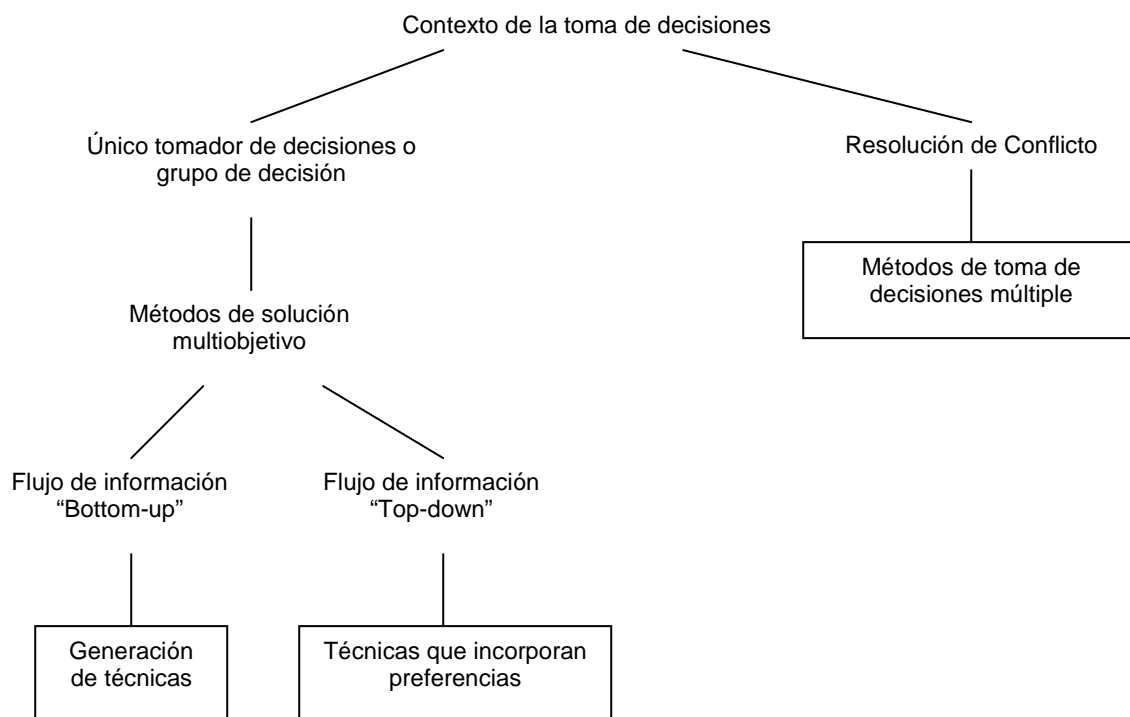 Contexto de la toma de decisiones
Único tomador de decisiones o
grupo de decisión
Resolución de Conflicto
Métodos de toma de
decisiones múltiple
Métodos de solución
multiobjetivo
Flujo de información
“Bottom-up”
Flujo de información
“Top-down”
Generación
de técnicas
Técnicas que incorporan
preferencias